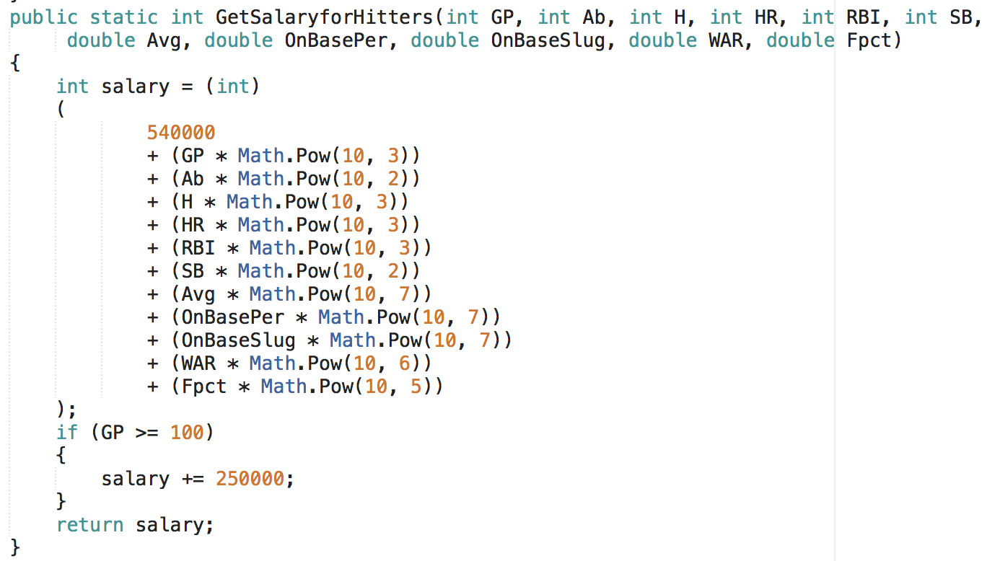 public static int GetSalaryforHitters(int GP, int Ab, int H, int HR, int RBI, int SB,
double Avg, double OnBasePer, double OnBaseSlug, double WAR, double Fpct)
{
int salary = (int)
(
540000
+ (GP * Math.Pow(10, 3))
+ (Ab * Math.Pow(10, 2))
+ (H * Math.Pow(10, 3))
+ (HR * Math.Pow(10, 3))
+ (RBI * Math.Pow(10, 3))
+ (SB * Math.Pow(10, 2))
+ (Avg * Math.Pow(10, 7))
+ (OnBasePer * Math.Pow(10, 7))
+ (OnBaseSlug * Math.Pow(10, 7))
+ (WAR * Math.Pow(10, 6))
+ (Fpct * Math.Pow(10, 5))
);
if (GP >= 100)
{
salary += 250000;
}
return salary;
}